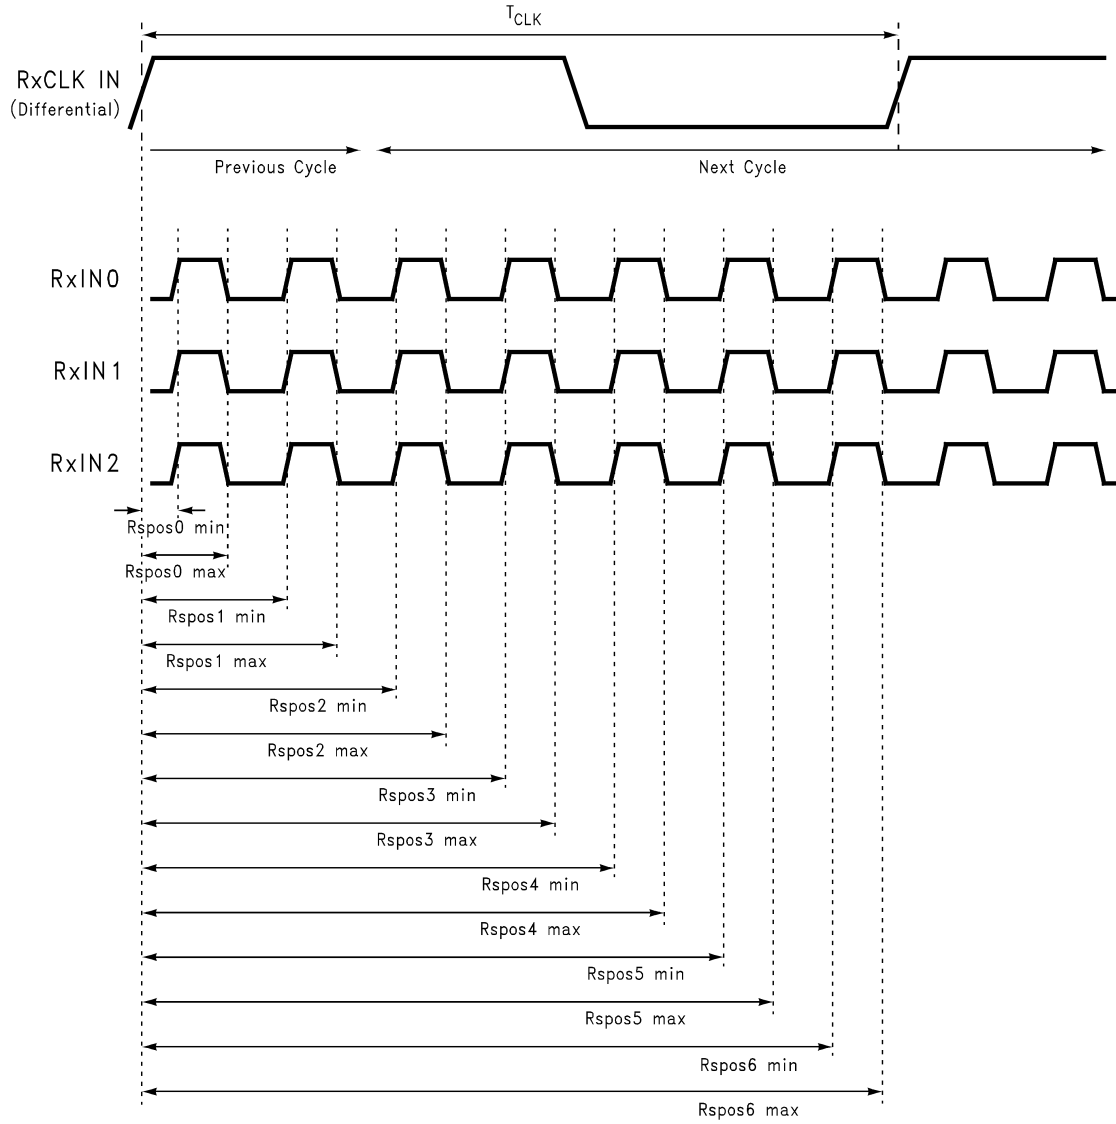 TCLK
RxCLK IN
(Differential)
Previous Cycle
Next Cycle
RxIN0
RxIN1
RxIN2
Rspos0 min
Rspos0 max
Rspos1 min
Rspos1 max
Rspos2 min
Rspos2 max
Rspos3 min
Rspos3 max
Rspos4 min
Rspos4 max
Rspos5 min
Rspos5 max
Rspos6 min
Rspos6 max